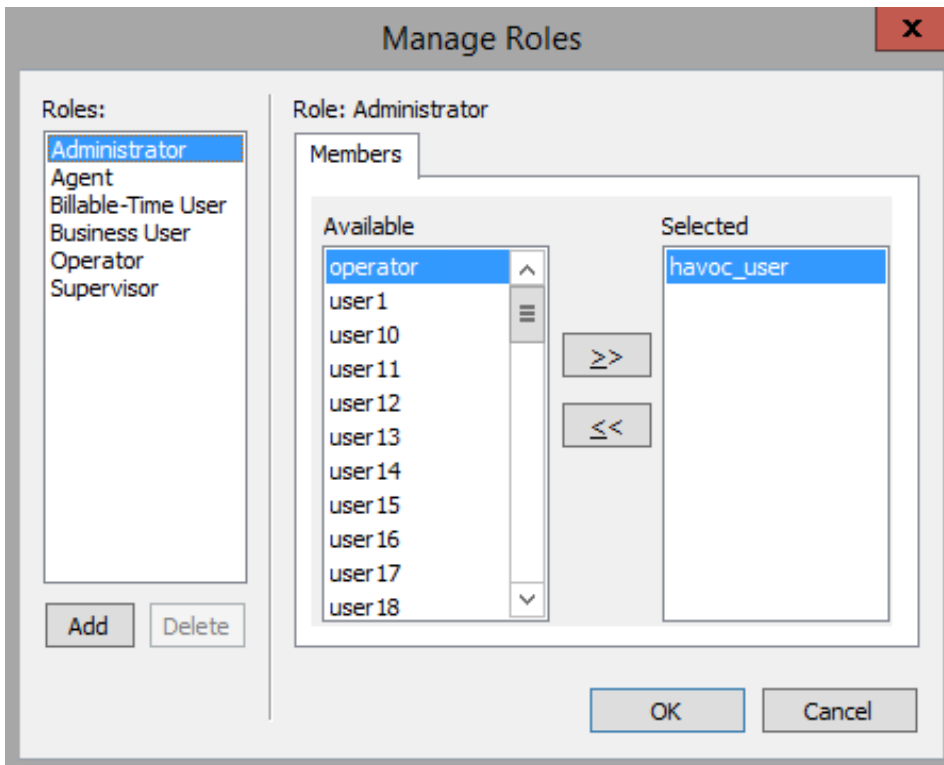 Manage Roles
x
Roles:
Administrator
Agent
Billable-Time User
Business User
Operator
Supervisor
Add
Delete
Role: Administrator
Members
Available
operator
user1
user10
user11
user12
user13
user14
user15
user16
user17
user18
>>
<<
Selected
havoc_user
OK
Cancel